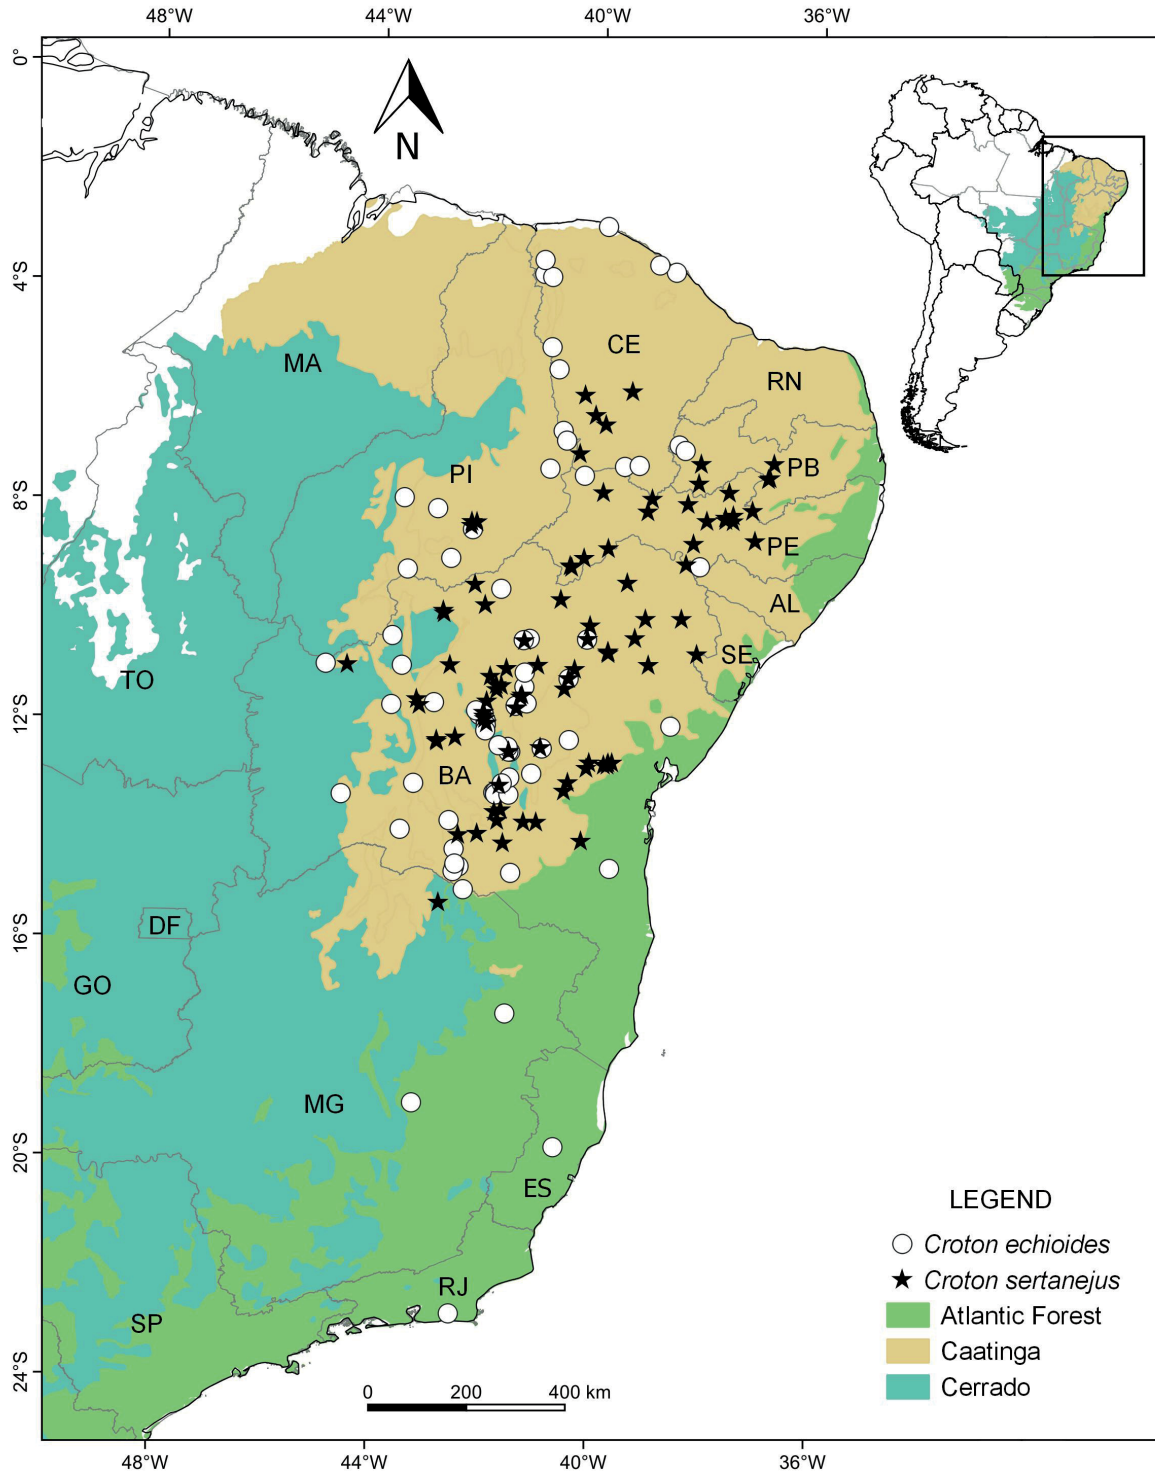 48°W 44°W 40°W 36°W
0°
N
4°S
CE
MA
RN
PI
PB
8°S
PE
AL
SE
TO
12°S
BA
DF
16°S
GO
MG
20°S
ES
LEGEND
Croton echioides
Croton sertanejus
RJ
Atlantic Forest
SP
Caatinga
24°S
Cerrado
0 200 400 km
48°W 44°W 40°W 36°W